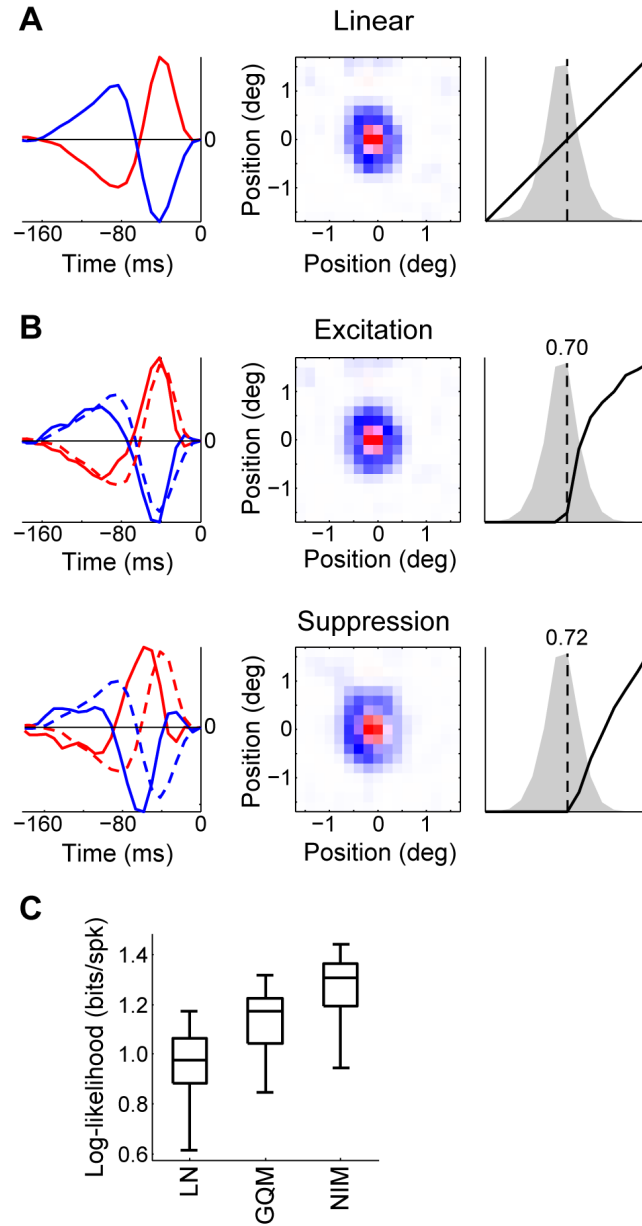 A
Linear
0
−160
−80
0
Time (ms)
Position (deg)
1
0
−1
−1
0
1
Position (deg)
B
Excitation
0
−160
−80
0
Time (ms)
Position (deg)
1
0
−1
−1
0
1
Position (deg)
0.70
Suppression
0
−160
−80
0
Time (ms)
Position (deg)
1
0
−1
−1
0
1
Position (deg)
0.72
C
Log-likelihood (bits/spk)
1.4
1.2
1.0
0.8
0.6
LN
GQM
NIM